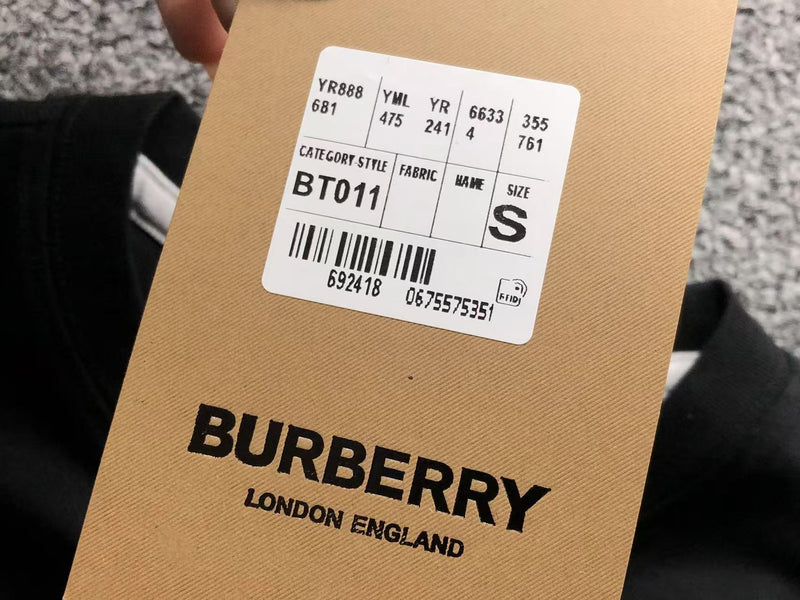 YR888 681
YML 475
YR 241
6633 4
355 761
CATEGORY-STYLE
BT011
FABRIC
NAME
SIZE
S
692418 0675575351
RFID
BURBERRY
LONDON ENGLAND